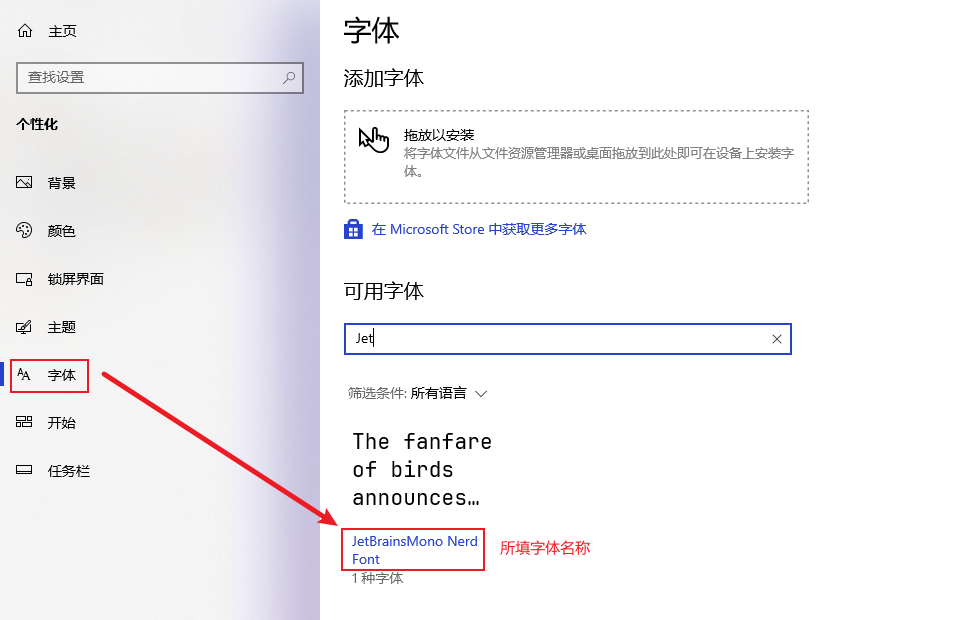 主页
查找设置
个性化
背景
颜色
锁屏界面
主题
字体
开始
任务栏
字体
添加字体
拖放以安装
将字体文件从文件资源管理器或桌面拖放到此处即可在设备上安装字
体。
在 Microsoft Store 中获取更多字体
可用字体
Jet
筛选条件: 所有语言
The fanfare
of birds
announces…
JetBrainsMono Nerd
Font
所填字体名称
1 种字体